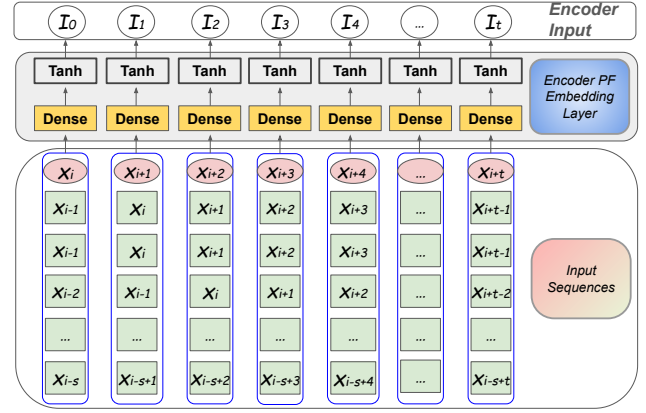 I0 I1 I2 I3 I4 ... It Encoder
Input
Tanh Tanh Tanh Tanh Tanh Tanh Tanh
Dense Dense Dense Dense Dense Dense Dense
Encoder PF
Embedding
Layer
xi xi+1 xi+2 xi+3 xi+4 ... xi+t
xi-1 xi xi+1 xi+2 xi+3 ... xi+t-1
xi-1 xi xi+1 xi+2 xi+3 ... xi+t-1
xi-2 xi-1 xi xi+1 xi+2 ... xi+t-2
... ... ... ... ... ... ...
xi-s xi-s+1 xi-s+2 xi-s+3 xi-s+4 ... xi-s+t
Input
Sequences